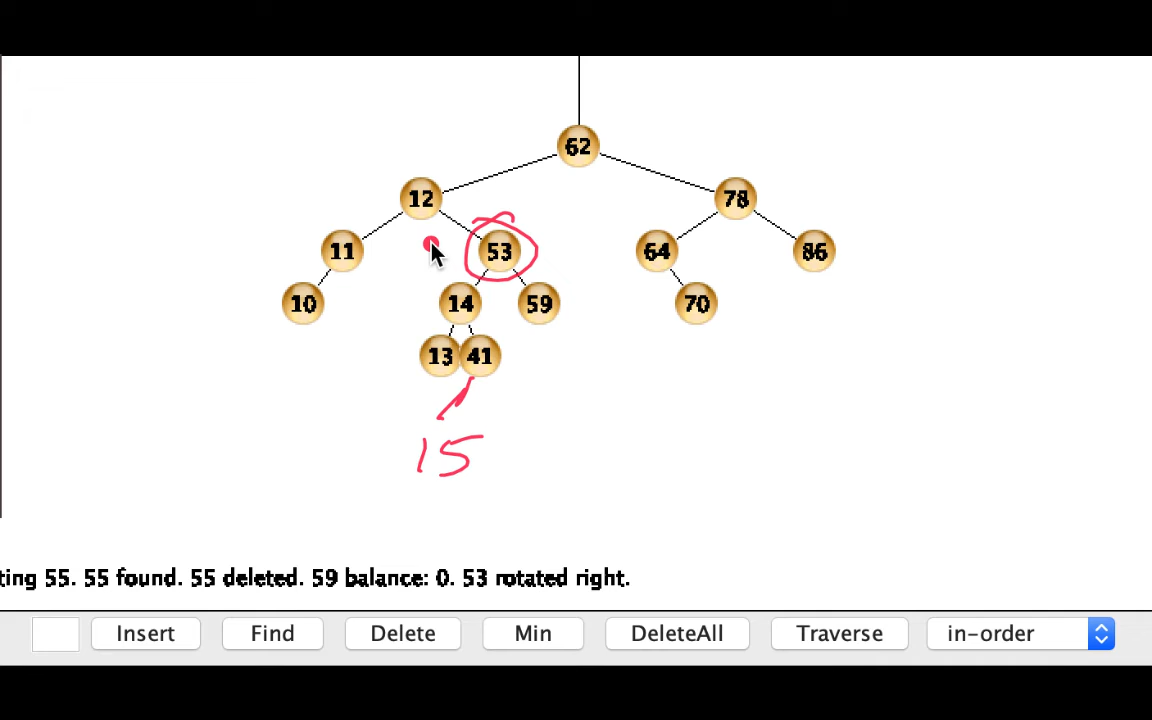 62
12 78
11 53 64 86
10 14 59 70
13 41
15
ting 55. 55 found. 55 deleted. 59 balance: 0. 53 rotated right.
Insert Find Delete Min DeleteAll Traverse in-order